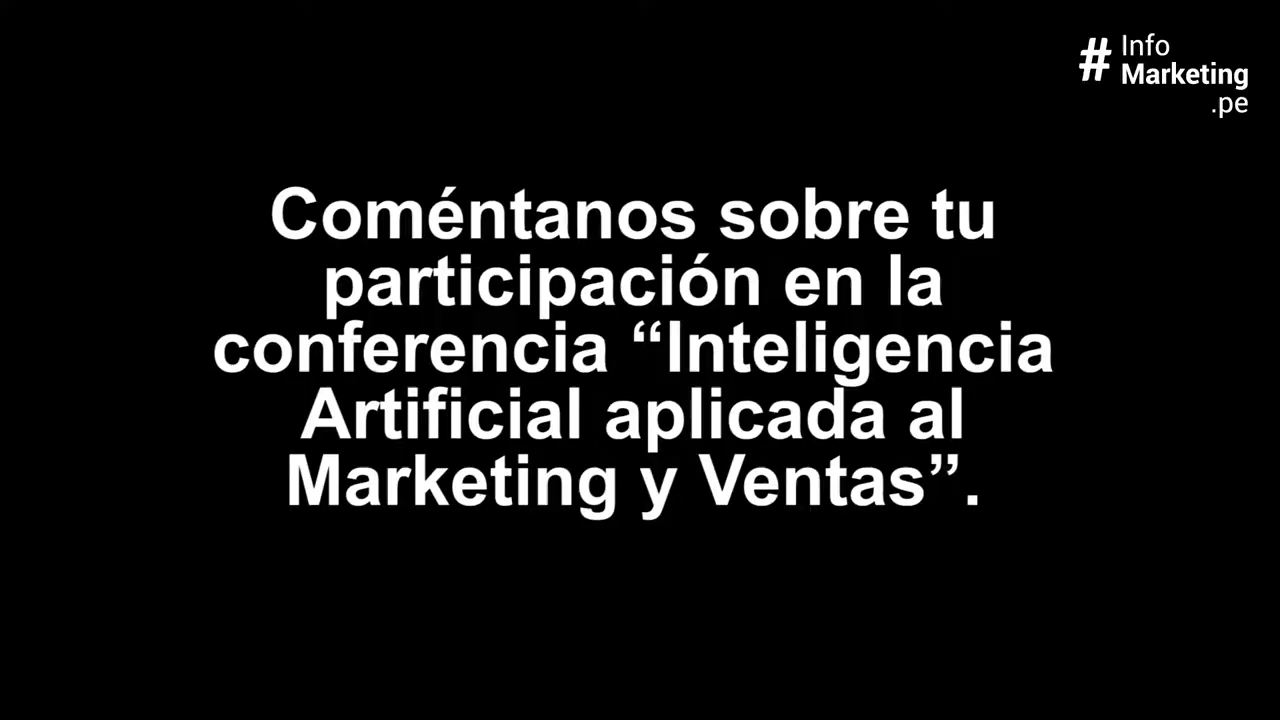 # Info
Marketing
.pe
Coméntanos sobre tu
participación en la
conferencia “Inteligencia
Artificial aplicada al
Marketing y Ventas”.